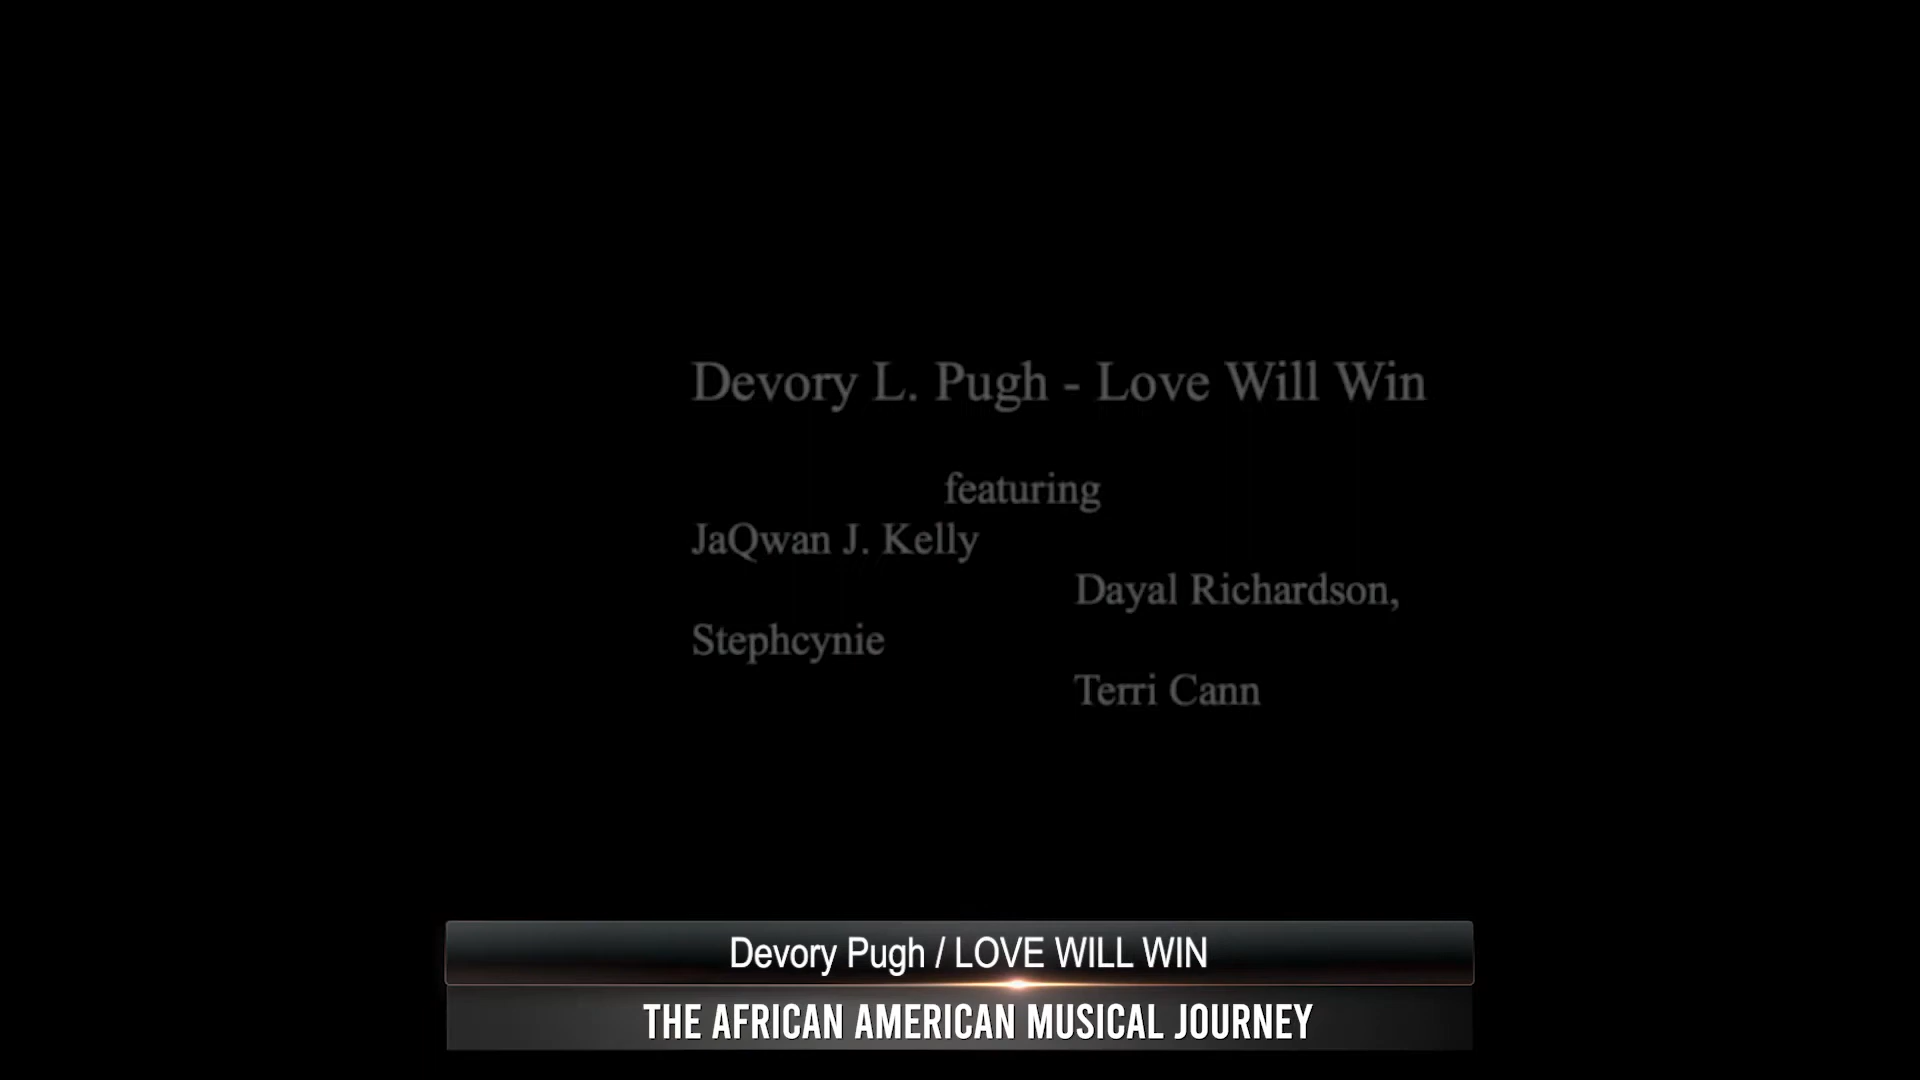 Devory L. Pugh - Love Will Win
featuring
JaQwan J. Kelly
Dayal Richardson,
Stephcynie
Terri Cann
Devory Pugh / LOVE WILL WIN
THE AFRICAN AMERICAN MUSICAL JOURNEY